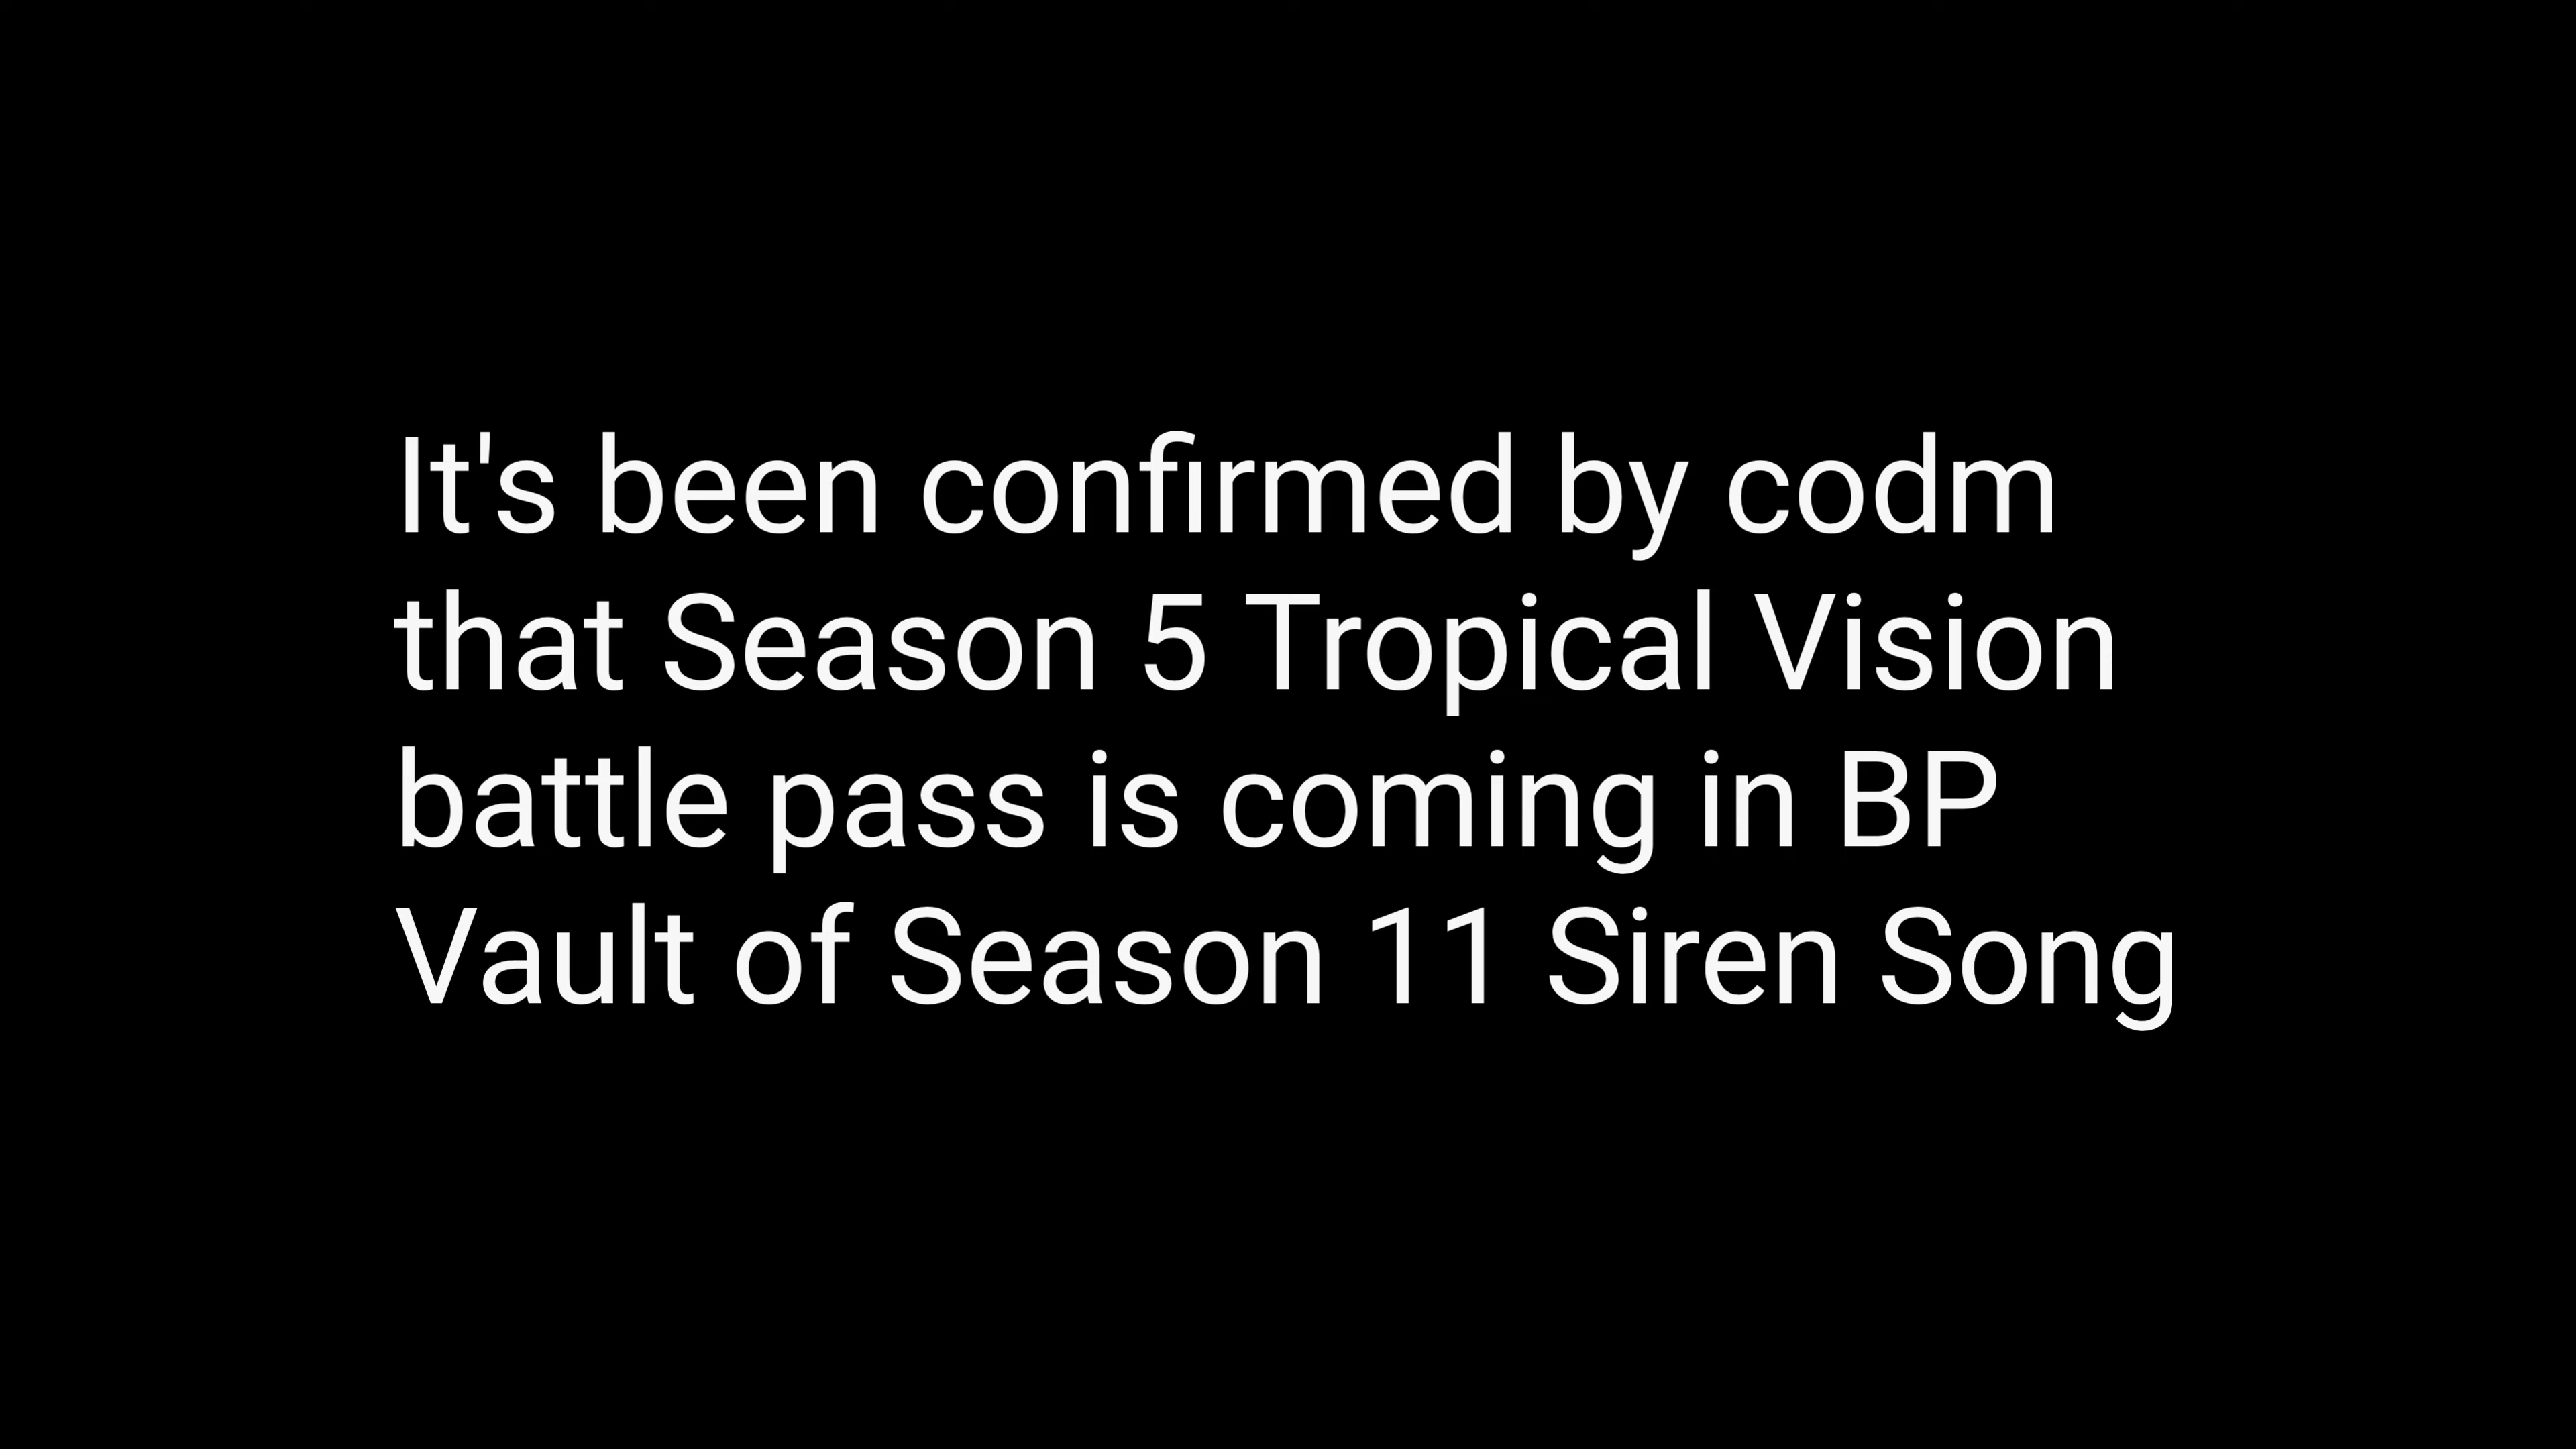 It's been confirmed by codm
that Season 5 Tropical Vision
battle pass is coming in BP
Vault of Season 11 Siren Song